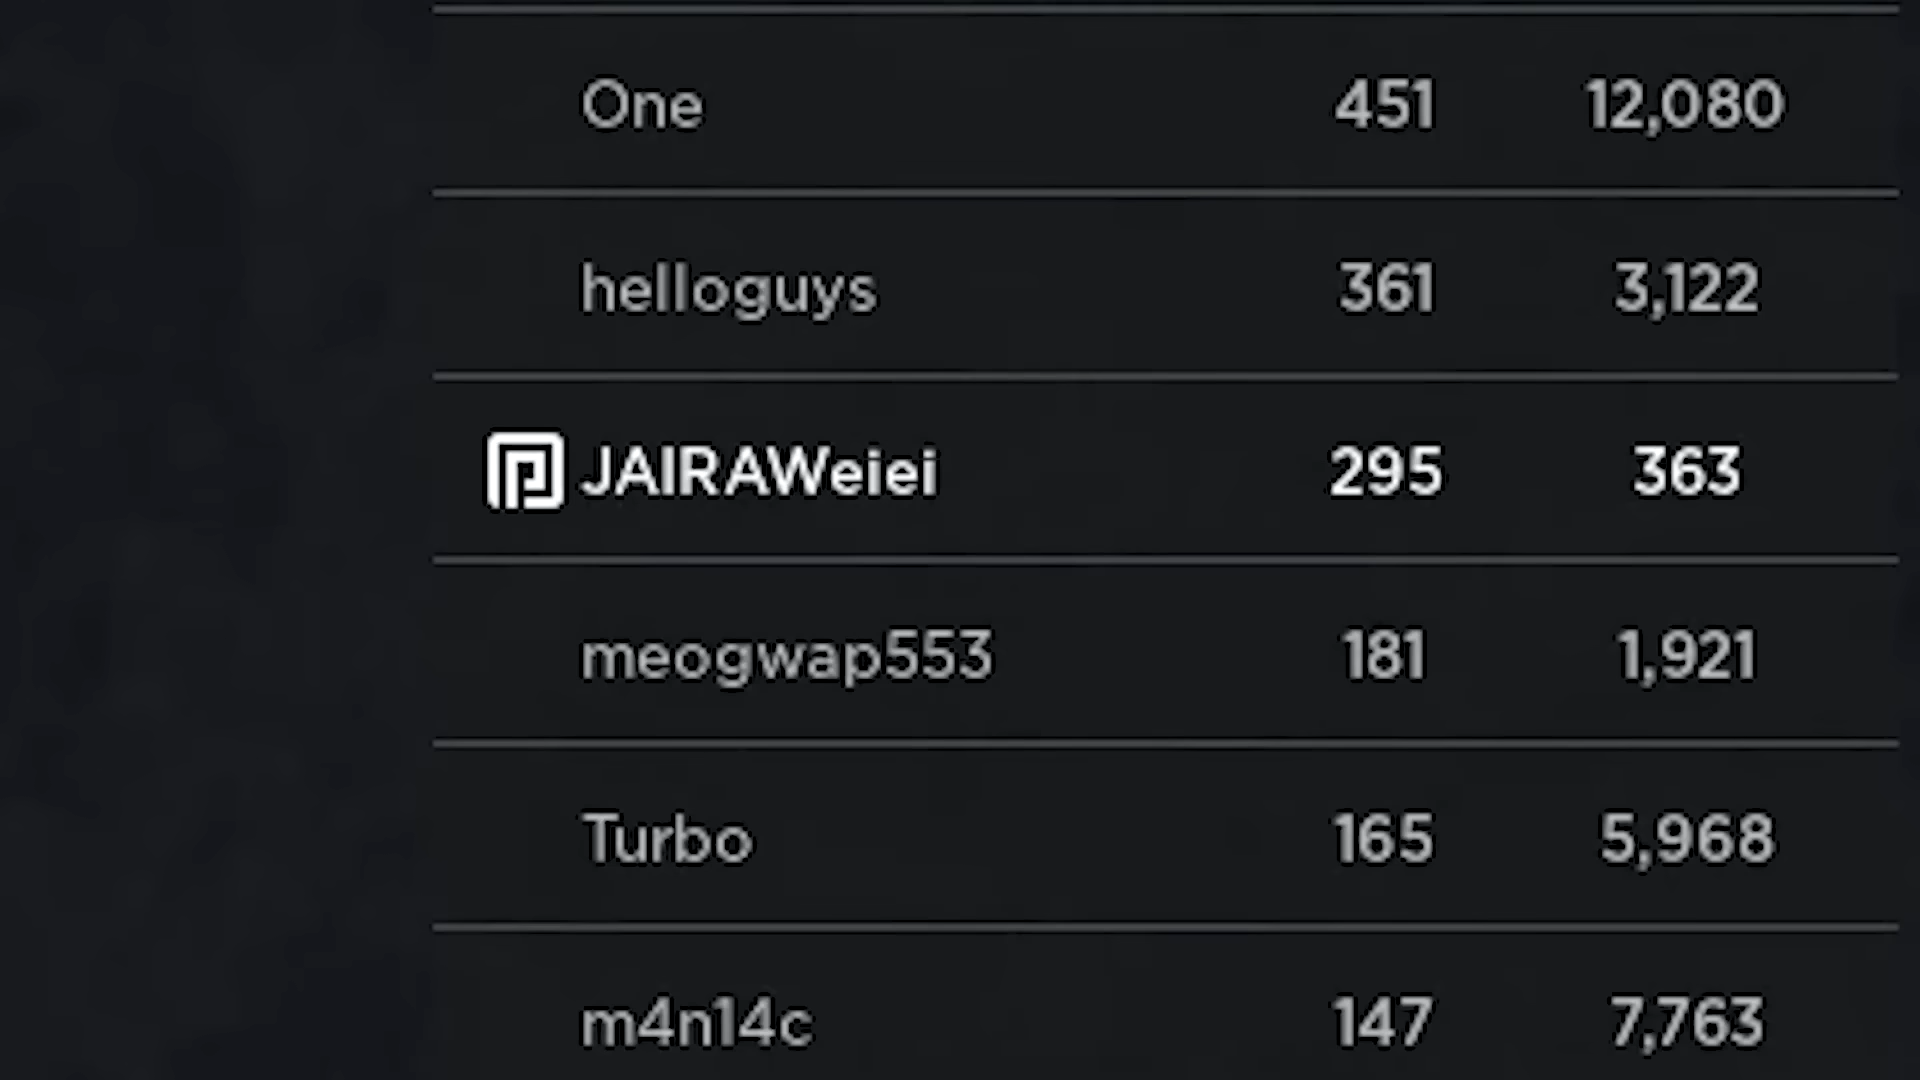 One 451 12,080
helloguys 361 3,122
JAIRAWeiei 295 363
meogwap553 181 1,921
Turbo 165 5,968
m4n14c 147 7,763